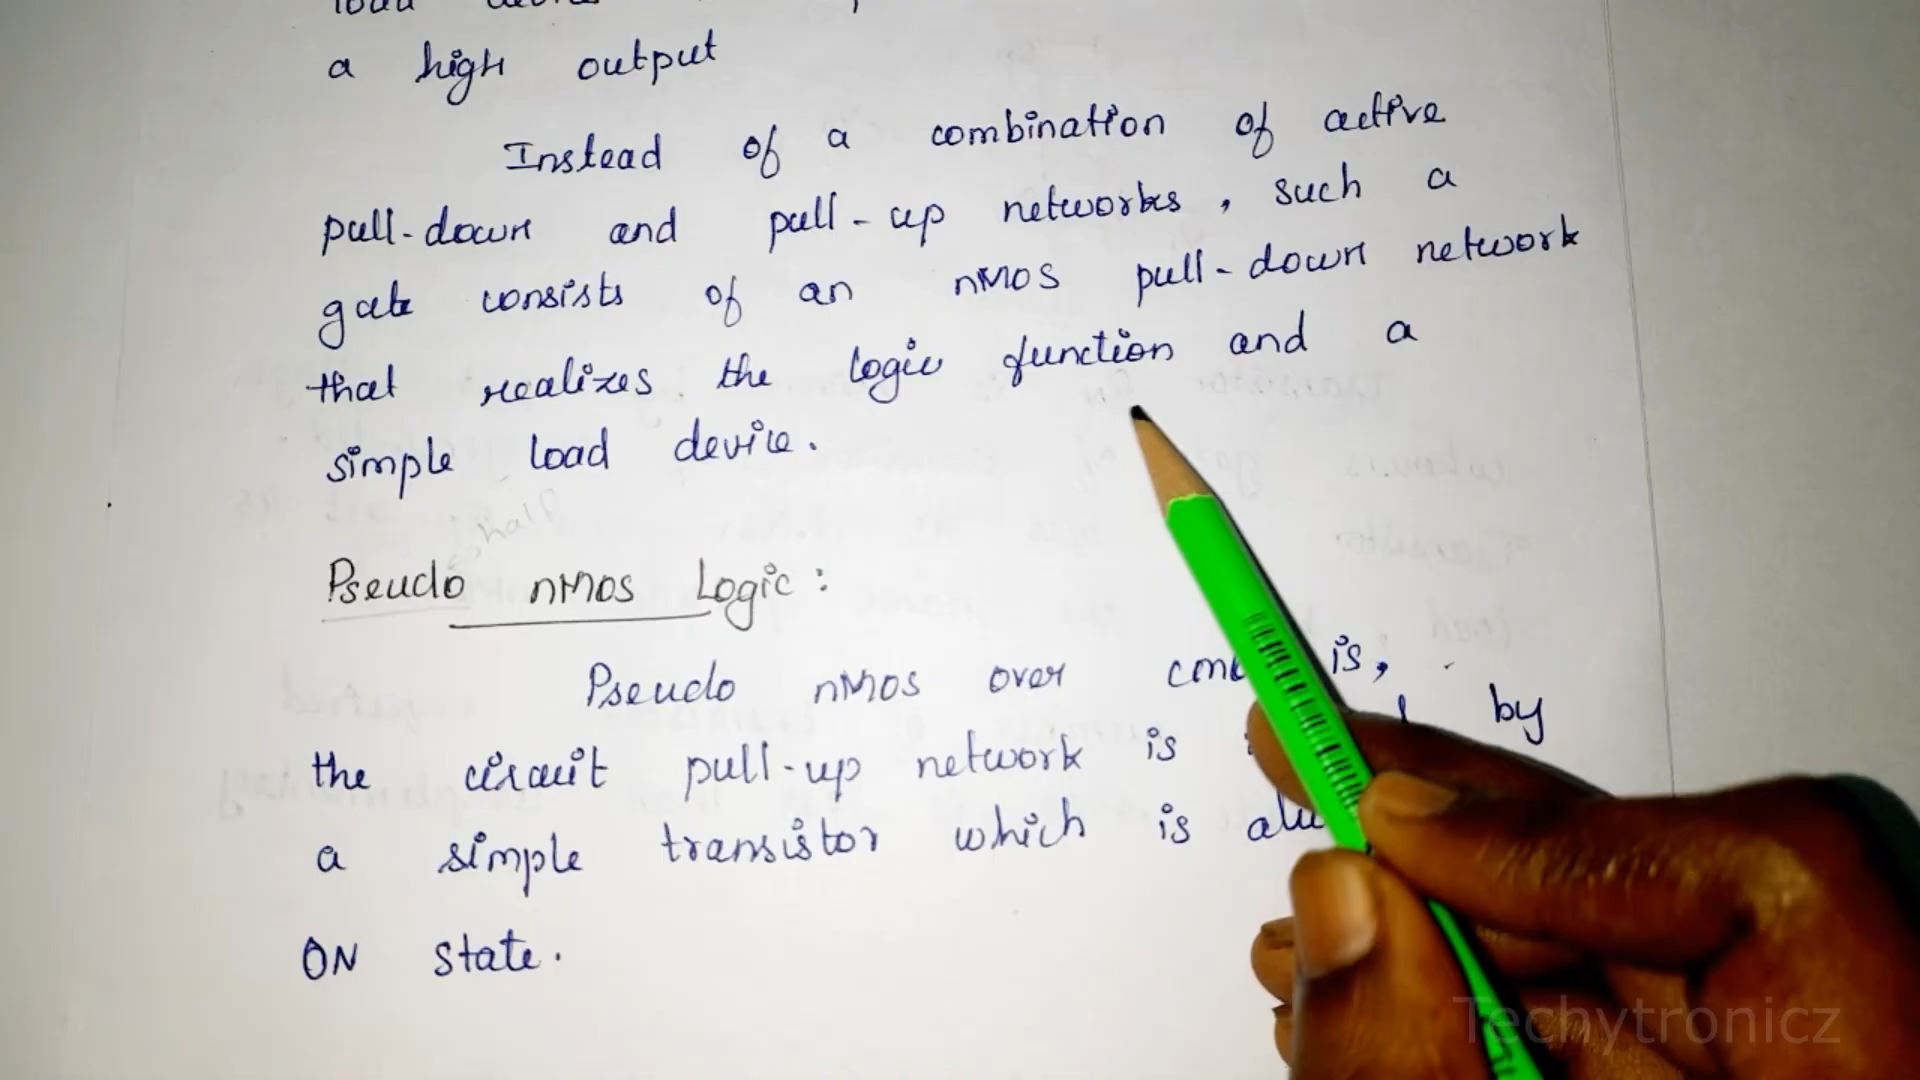 a high output
Instead of a combination of active
pull-down and pull-up networks, such a
gate consists of an nMOS pull-down network
that realizes the logic function and a
simple load device.
half
Pseudo nMOS Logic:
Pseudo nMOS over is,
the circuit pull-up network is by
a simple transistor which is
ON state.
Techytronicz